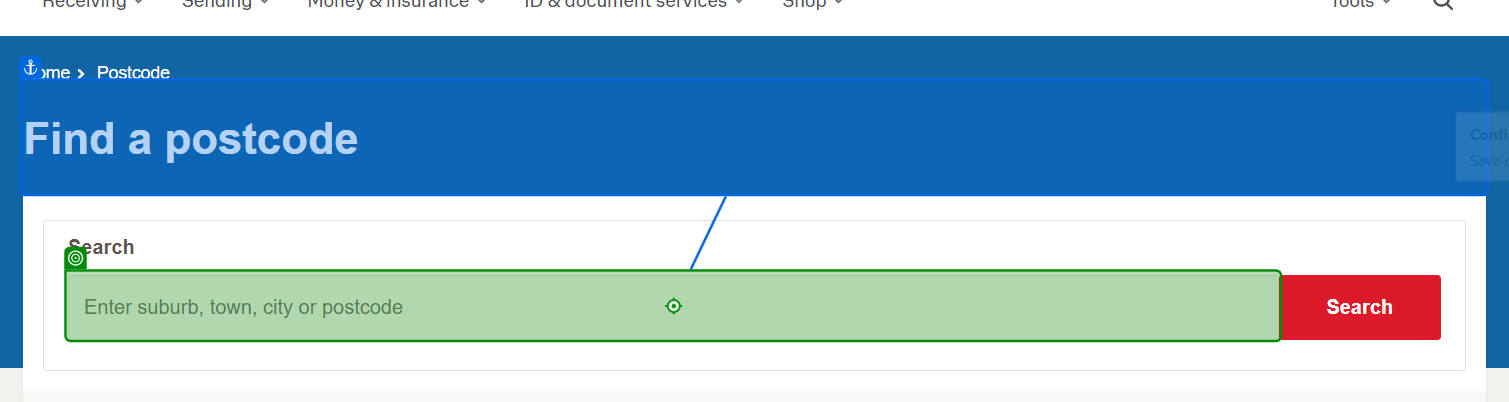 Receiving Sending Money & insurance ID & document services Shop Tools
ome > Postcode
Find a postcode
Confi
Save
Search
Enter suburb, town, city or postcode
Search